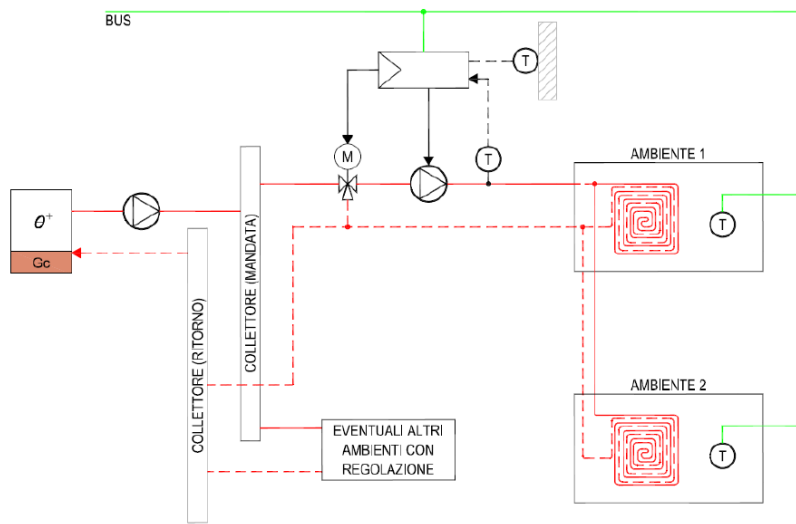 BUS
T
M
T
AMBIENTE 1
T
θ+
Gc
COLLETTORE (MANDATA)
COLLETTORE (RITORNO)
AMBIENTE 2
T
EVENTUALI ALTRI
AMBIENTI CON
REGOLAZIONE